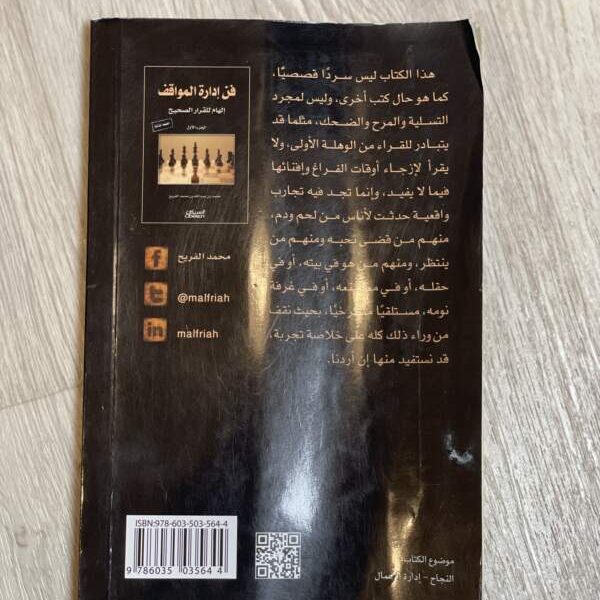 هذا الكتاب ليس سردًا قصصيًا،
كما هو حال كتب أخرى، وليس لمجرد
التسلية والمرح والضحك، مثلما قد
يتبادر للقراء من الوهلة الأولى، ولا
يقرأ لإزجاء أوقات الفراغ وإفنائها
فيما لا يفيد، وإنما تجد فيه تجارب
واقعية حدثت لأناس من لحم ودم،
منهم من قضى نحبه ومنهم من
ينتظر، ومنهم من هو في بيته، أو في
حقله، أو في مصنعه، أو في غرفة
نومه، مستلقيًا مسترخيًا، بحيث نقف
من وراء ذلك كله على خلاصة تجربة،
قد نستفيد منها إن أردنا.
فن إدارة المواقف
إلهام للقرار الصحيح
الجزء الأول
العبيكان
Obeikan
محمد الفريح
@malfriah
malfriah
ISBN:978-603-503-564-4
9 786035 035644
موضوع الكتاب:
النجاح - إدارة الأعمال